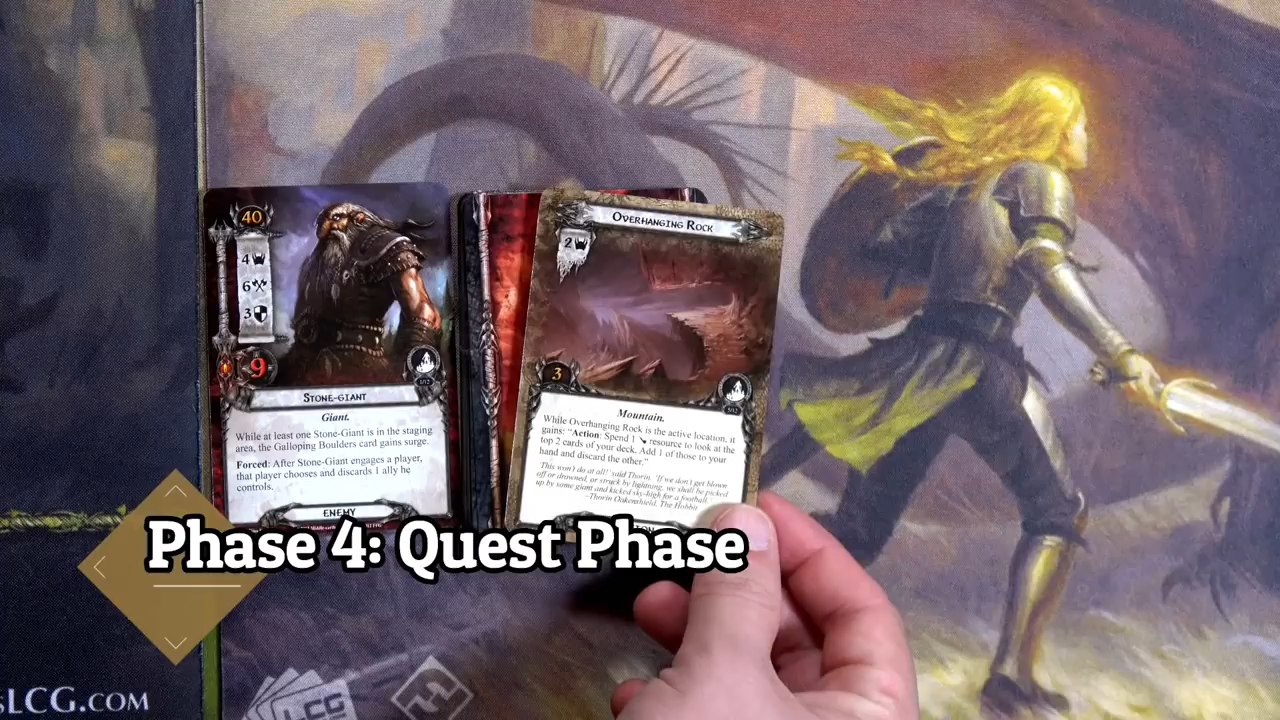 40
4
6
3
9
STONE-GIANT
Giant.
While at least one Stone-Giant is in the staging
area, the Galloping Boulders card gains surge.
Forced: After Stone-Giant engages a player,
that player chooses and discards 1 ally he
controls.
ENEMY
OVERHANGING ROCK
2
3
Mountain.
While Overhanging Rock is the active location, it
gains: "Action: Spend 1 resource to look at the
top 2 cards of your deck. Add 1 of those to your
hand and discard the other."
'This won't do at all!' said Thorin. 'If we don't get blown
off or drowned, or struck by lightning, we shall be picked
up by some giant and kicked sky-high for a football.
–Thorin Oakenshield, The Hobbit
Phase 4: Quest Phase
sLCG.COM
LCG